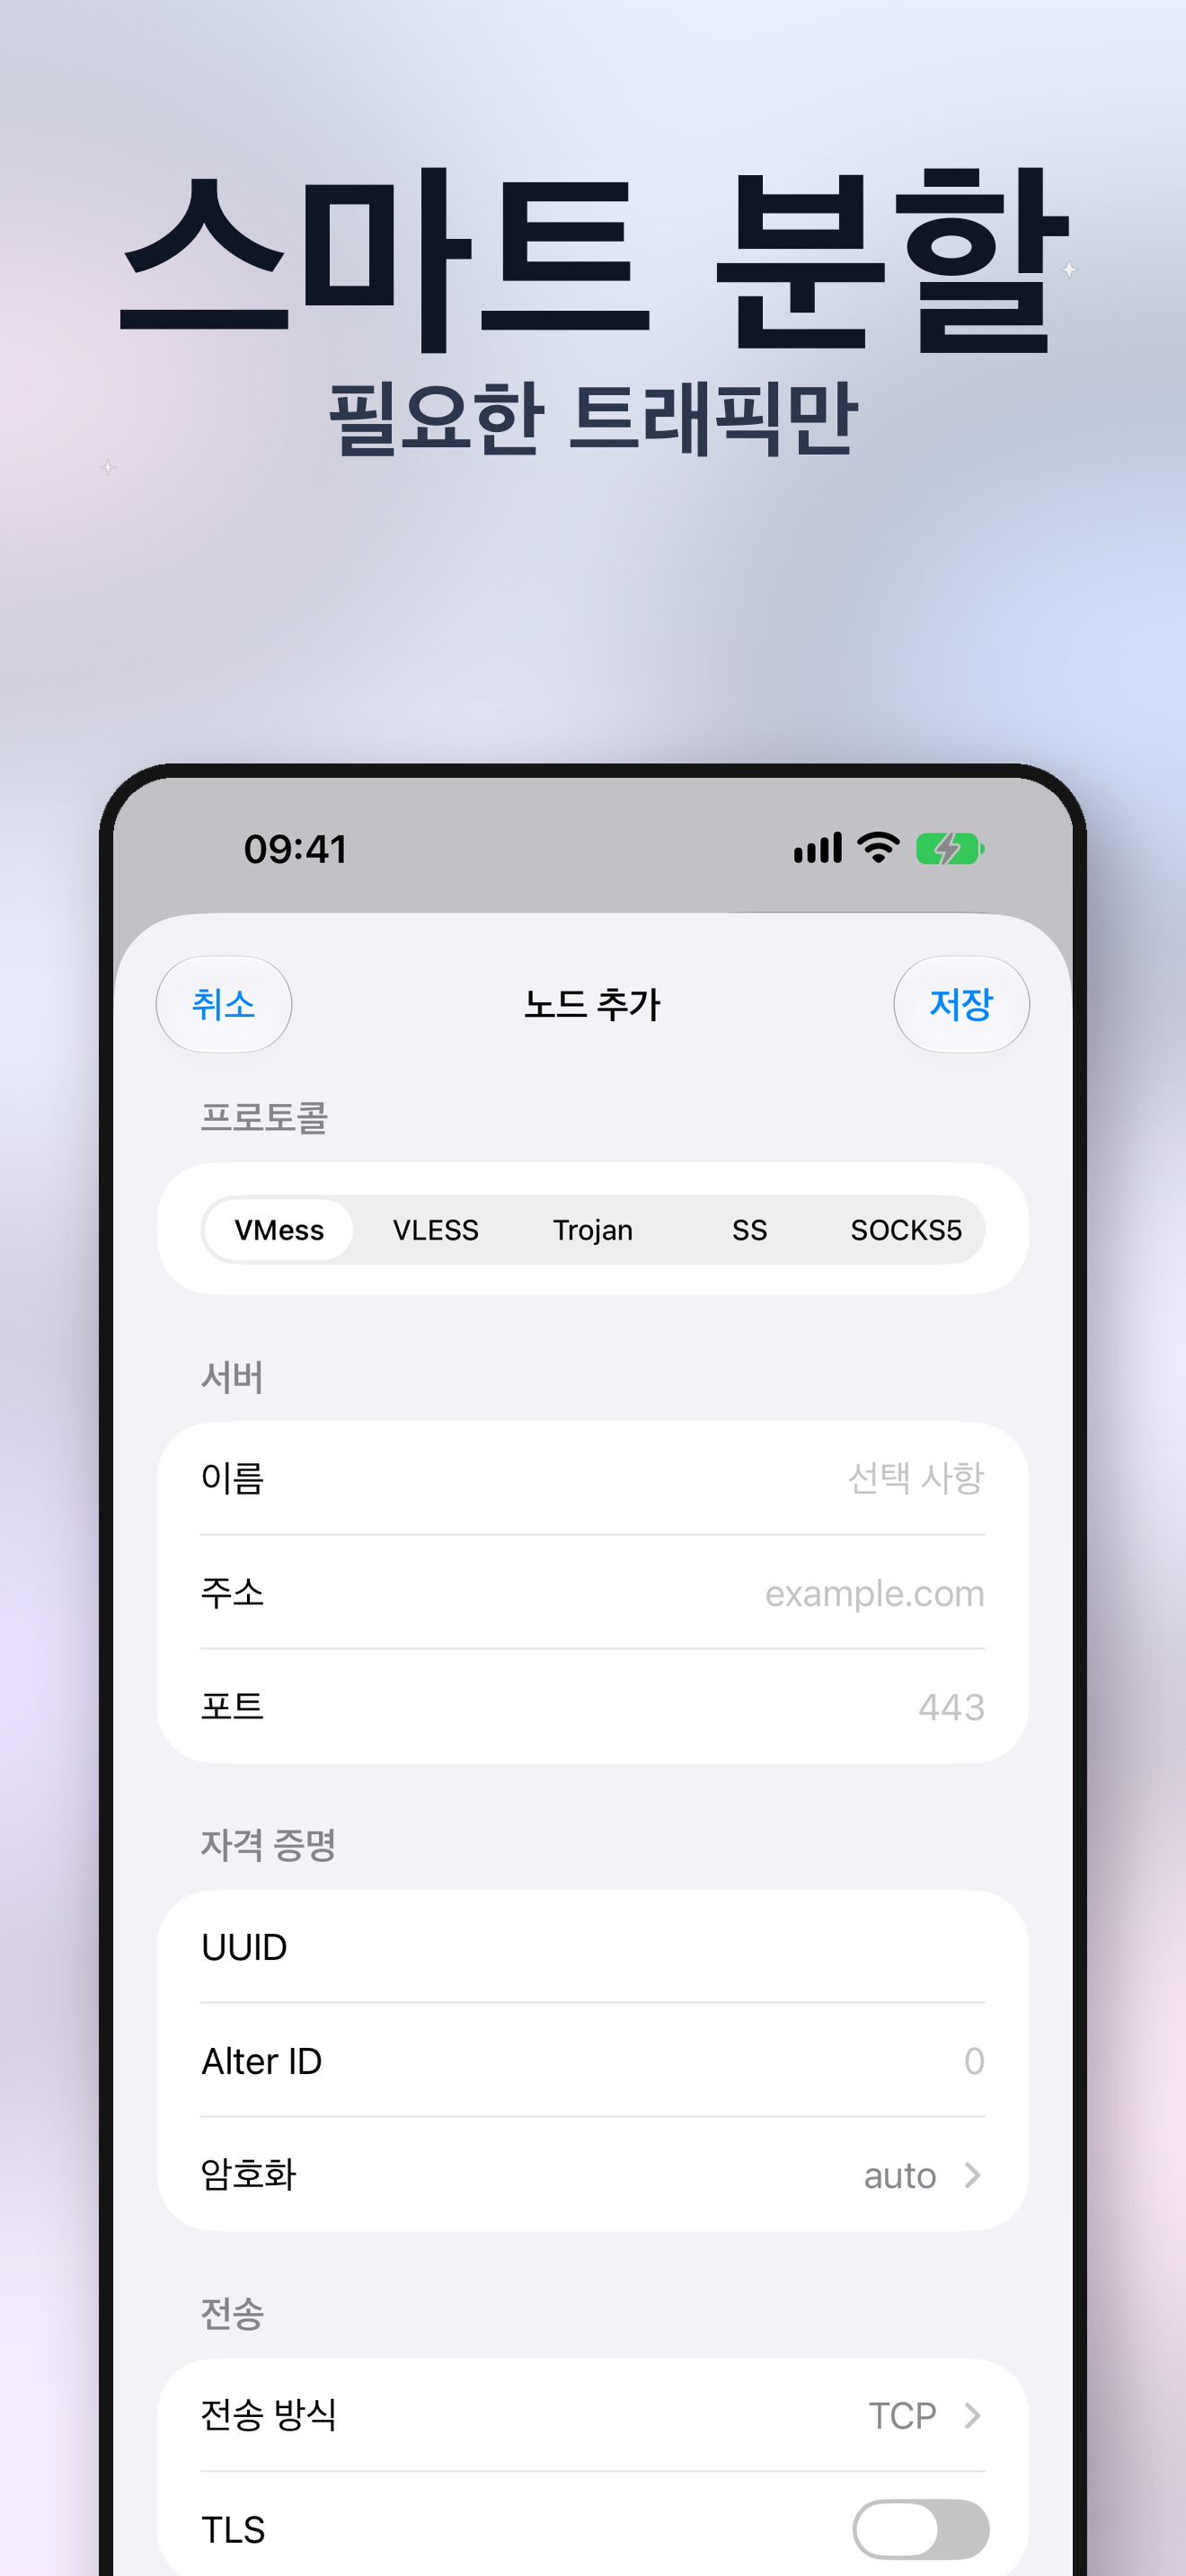 스마트 분할
필요한 트래픽만
09:41
취소 노드 추가 저장
프로토콜
VMess VLESS Trojan SS SOCKS5
서버
이름 선택 사항
주소 example.com
포트 443
자격 증명
UUID
Alter ID 0
암호화 auto
전송
전송 방식 TCP
TLS